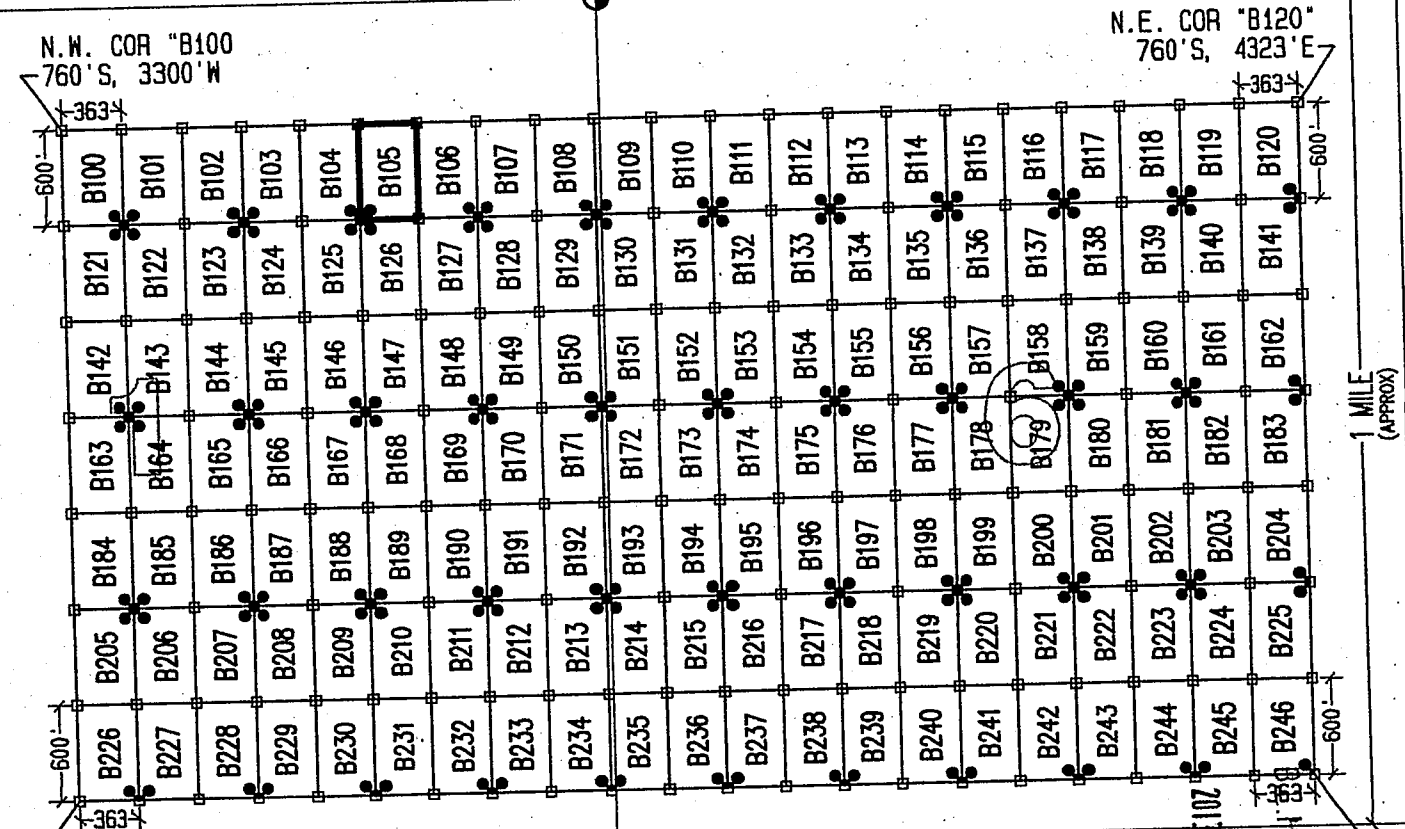 N.W. COR "B100
760'S, 3300'W
N.E. COR "B120"
760'S, 4323'E
363
363
600'
B100 B101 B102 B103 B104 B105 B106 B107 B108 B109 B110 B111 B112 B113 B114 B115 B116 B117 B118 B119 B120
600'
B121 B122 B123 B124 B125 B126 B127 B128 B129 B130 B131 B132 B133 B134 B135 B136 B137 B138 B139 B140 B141
B142 B143 B144 B145 B146 B147 B148 B149 B150 B151 B152 B153 B154 B155 B156 B157 B158 B159 B160 B161 B162
1 MILE
(APPROX)
6
B163 B164 B165 B166 B167 B168 B169 B170 B171 B172 B173 B174 B175 B176 B177 B178 B179 B180 B181 B182 B183
B184 B185 B186 B187 B188 B189 B190 B191 B192 B193 B194 B195 B196 B197 B198 B199 B200 B201 B202 B203 B204
B205 B206 B207 B208 B209 B210 B211 B212 B213 B214 B215 B216 B217 B218 B219 B220 B221 B222 B223 B224 B225
600'
B226 B227 B228 B229 B230 B231 B232 B233 B234 B235 B236 B237 B238 B239 B240 B241 B242 B243 B244 B245 B246
600'
363
363